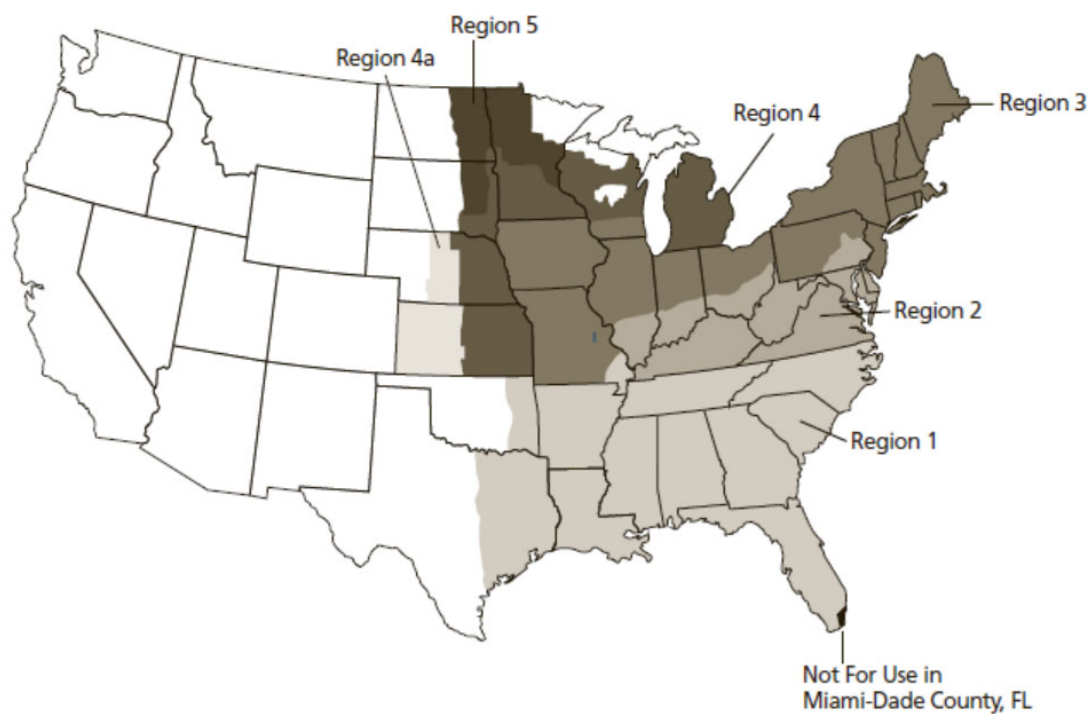 Region 5
Region 4a
Region 3
Region 4
Region 2
Region 1
Not For Use in
Miami-Dade County, FL